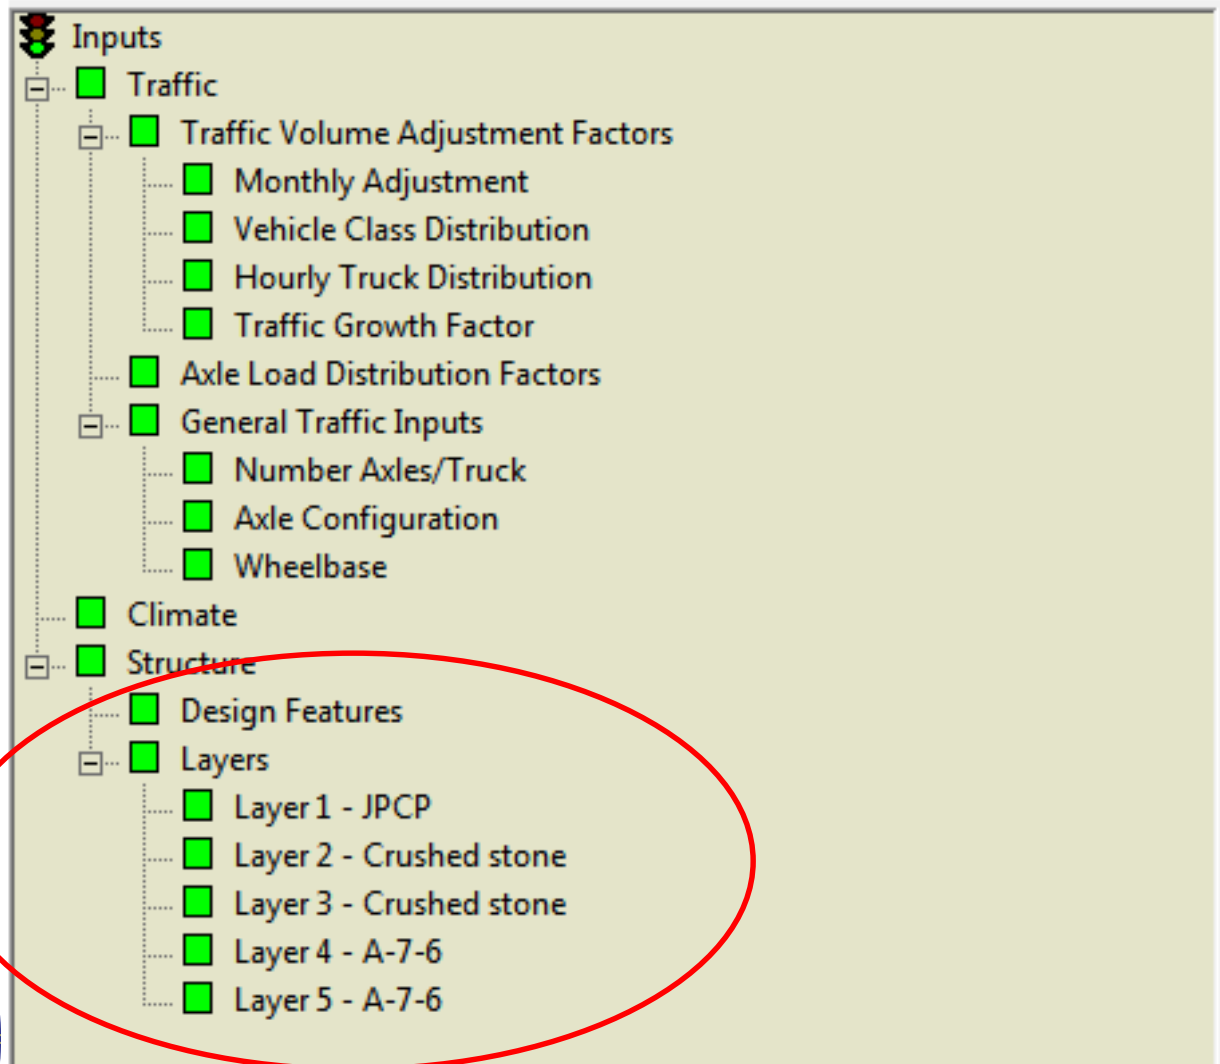 Inputs
Traffic
Traffic Volume Adjustment Factors
Monthly Adjustment
Vehicle Class Distribution
Hourly Truck Distribution
Traffic Growth Factor
Axle Load Distribution Factors
General Traffic Inputs
Number Axles/Truck
Axle Configuration
Wheelbase
Climate
Structure
Design Features
Layers
Layer 1 - JPCP
Layer 2 - Crushed stone
Layer 3 - Crushed stone
Layer 4 - A-7-6
Layer 5 - A-7-6